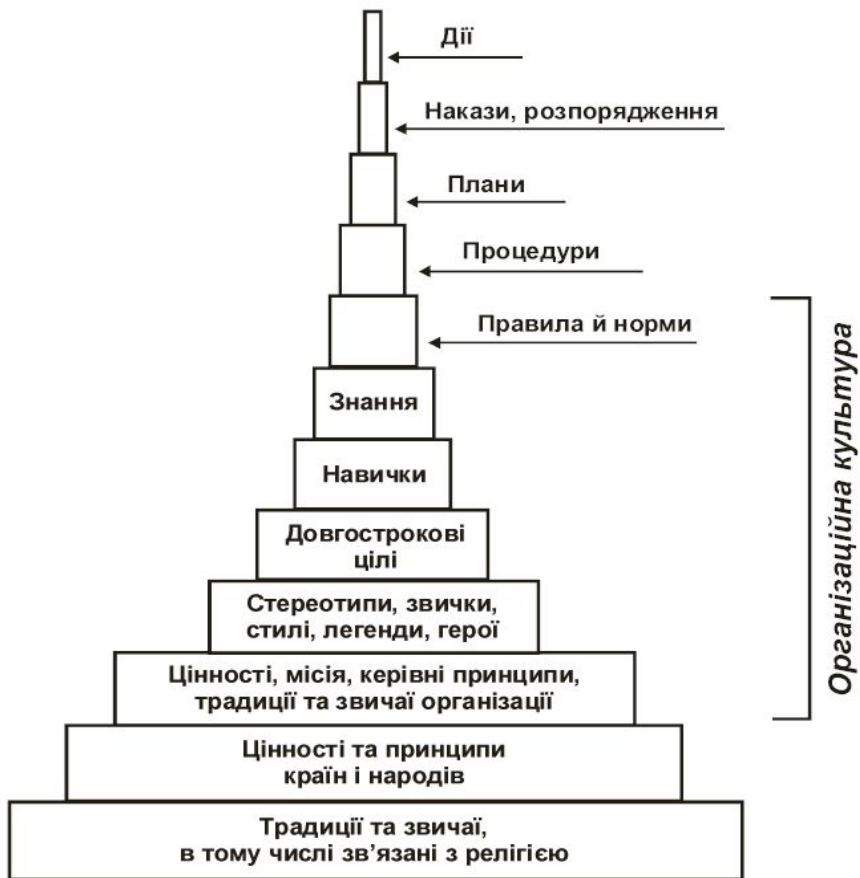 Дії
Накази, розпорядження
Плани
Процедури
Правила й норми
Знання
Навички
Довгострокові
цілі
Стереотипи, звички,
стилі, легенди, герої
Цінності, місія, керівні принципи,
традиції та звичаї організації
Цінності та принципи
країн і народів
Традиції та звичаї,
в тому числі зв’язані з релігією
Організаційна культура